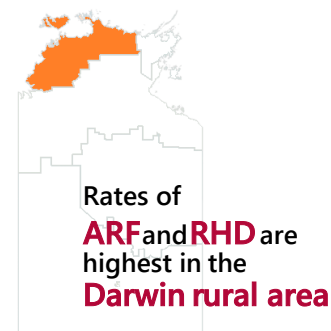 Rates of
ARF and RHD are
highest in the
Darwin rural area